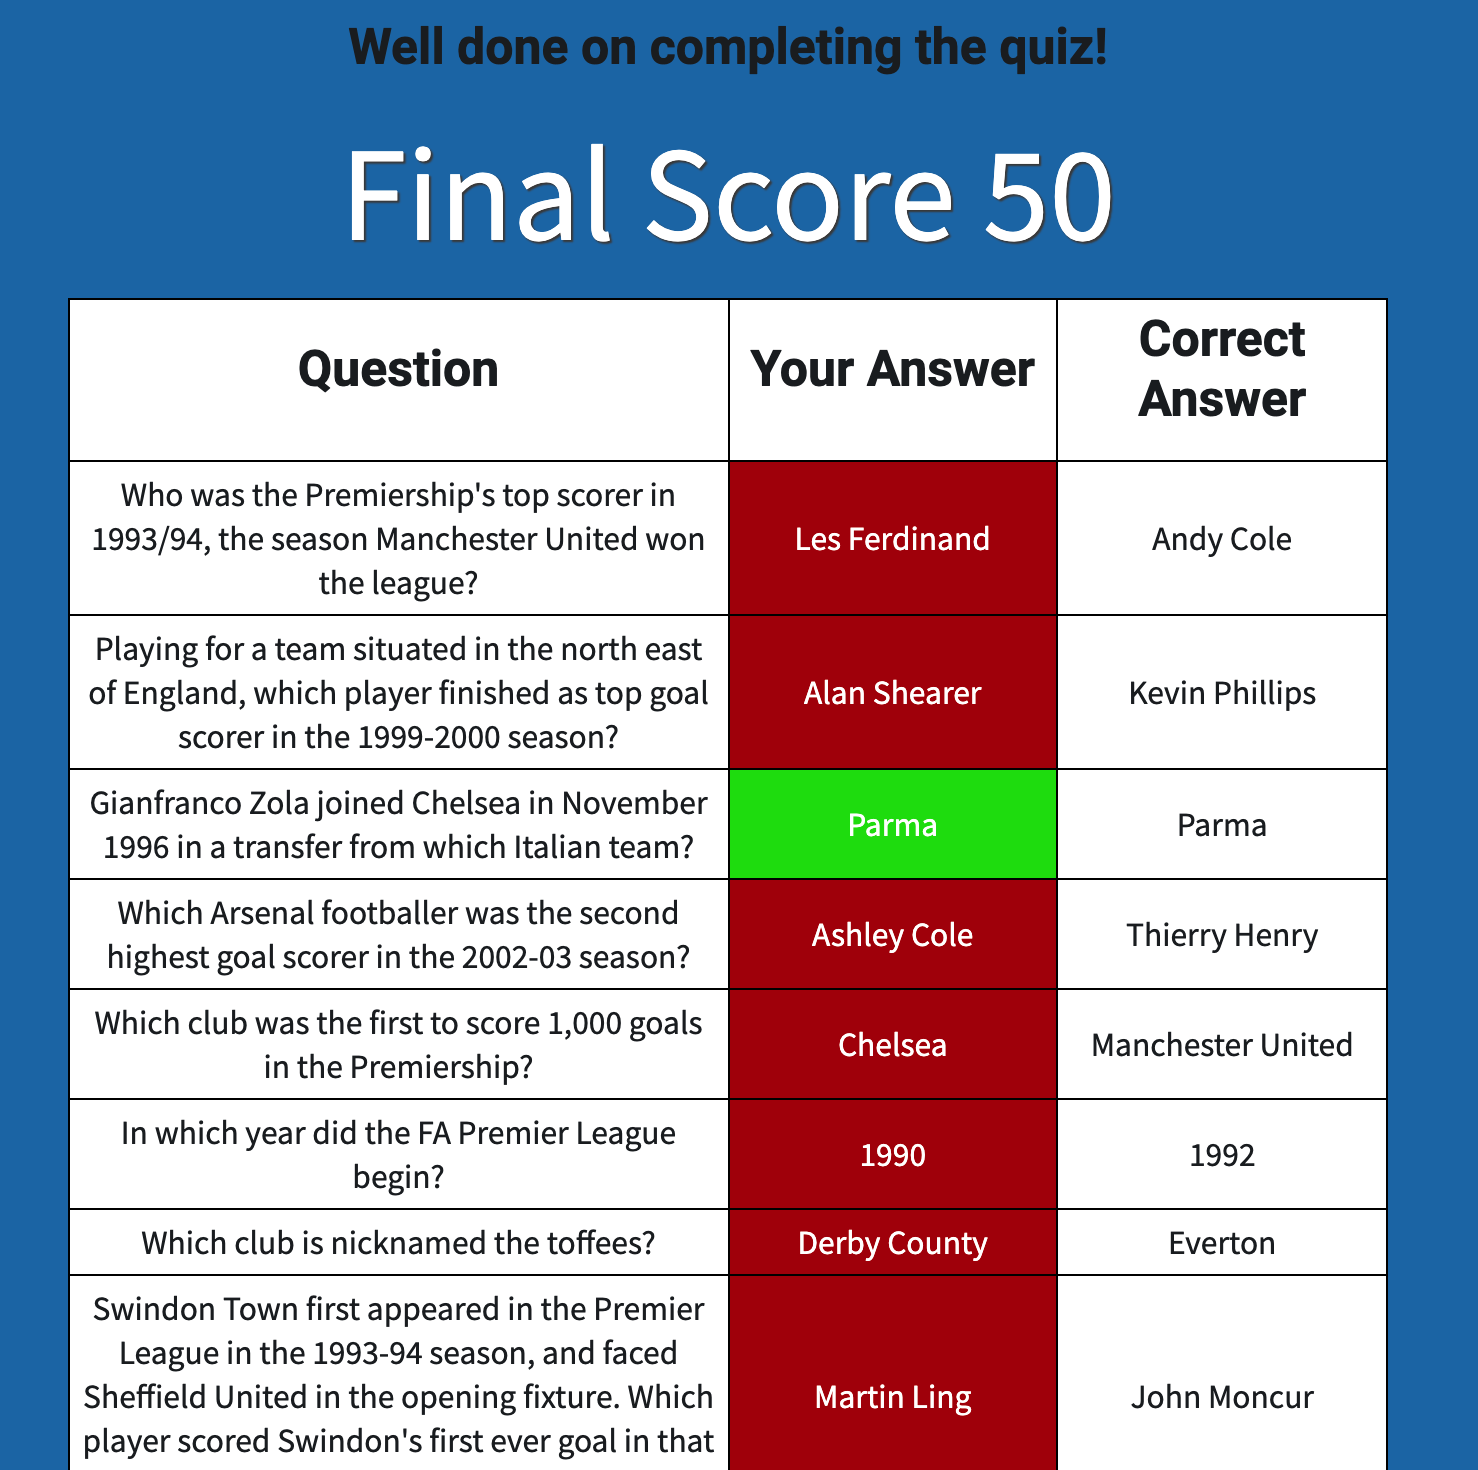 Well done on completing the quiz!
Final Score 50
Question
Your Answer
Correct
Answer
Who was the Premiership's top scorer in
1993/94, the season Manchester United won
the league?
Les Ferdinand
Andy Cole
Playing for a team situated in the north east
of England, which player finished as top goal
scorer in the 1999-2000 season?
Alan Shearer
Kevin Phillips
Gianfranco Zola joined Chelsea in November
1996 in a transfer from which Italian team?
Parma
Parma
Which Arsenal footballer was the second
highest goal scorer in the 2002-03 season?
Ashley Cole
Thierry Henry
Which club was the first to score 1,000 goals
in the Premiership?
Chelsea
Manchester United
In which year did the FA Premier League
begin?
1990
1992
Which club is nicknamed the toffees?
Derby County
Everton
Swindon Town first appeared in the Premier
League in the 1993-94 season, and faced
Sheffield United in the opening fixture. Which
player scored Swindon's first ever goal in that
Martin Ling
John Moncur